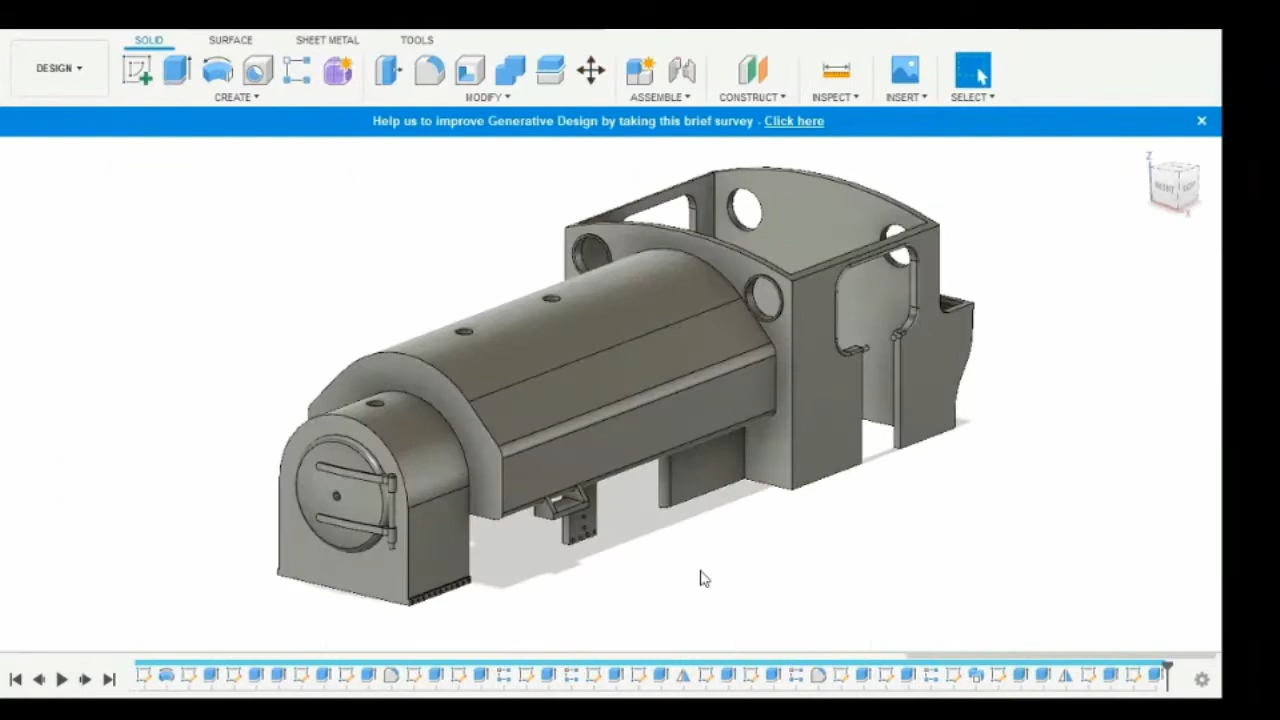 SOLID SURFACE SHEET METAL TOOLS
DESIGN
CREATE MODIFY ASSEMBLE CONSTRUCT INSPECT INSERT SELECT
Help us to improve Generative Design by taking this brief survey - Click here
Z
X